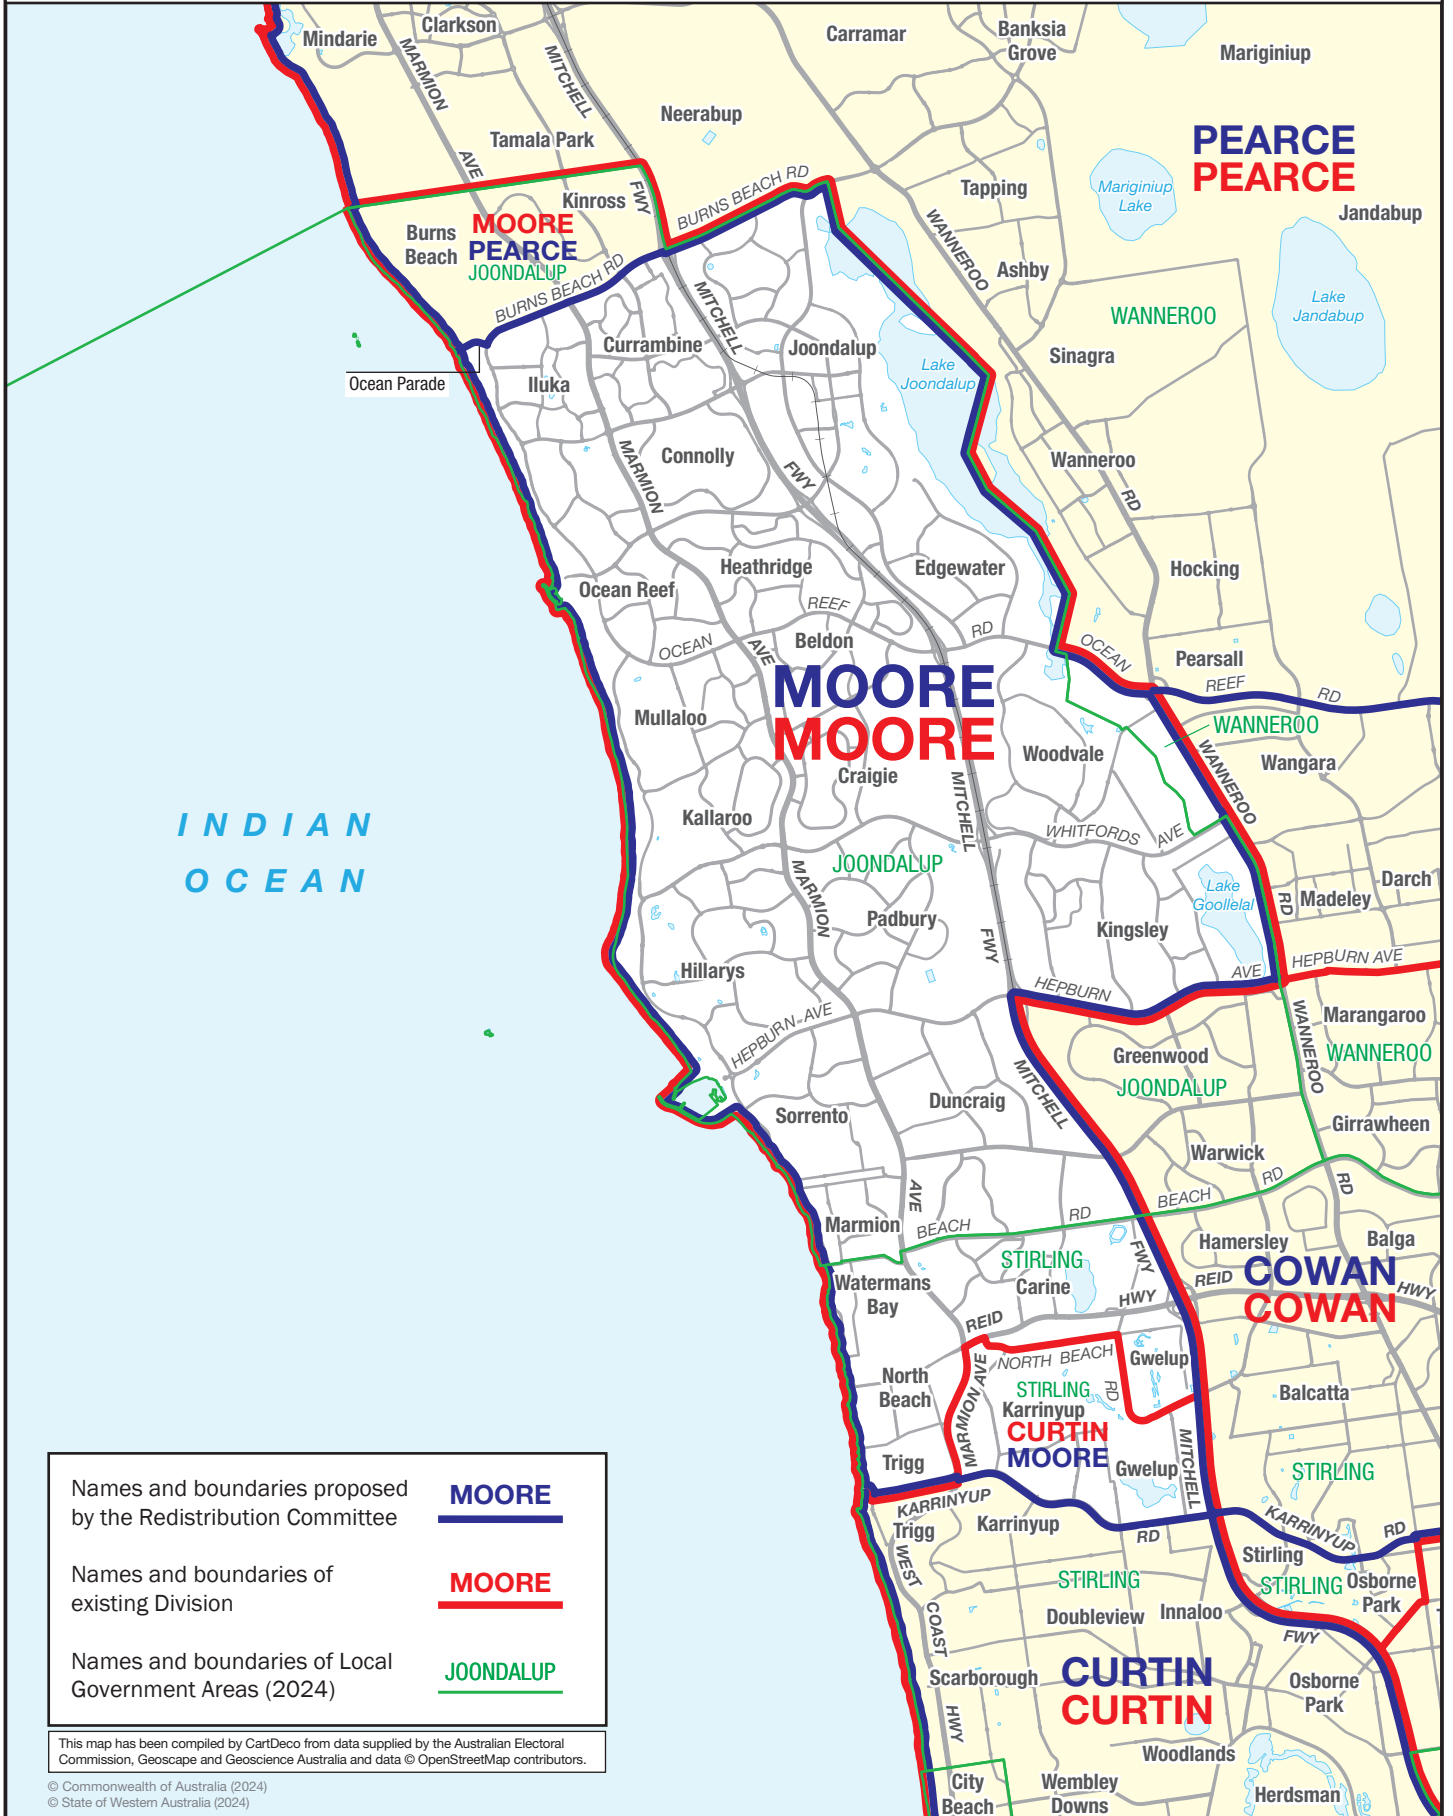 Mindarie
Clarkson
Carramar
Banksia
Grove
Mariginiup
MARMION
MITCHELL
Neerabup
Tamala Park
AVE
PEARCE
PEARCE
Kinross
FWY
BURNS BEACH RD
Tapping
Mariginiup
Lake
Jandabup
Burns
Beach
MOORE
PEARCE
JOONDALUP
BURNS BEACH RD
WANNEROO
Ashby
MITCHELL
WANNEROO
Lake
Jandabup
Currambine
Joondalup
Sinagra
Ocean Parade
Iluka
Lake
Joondalup
Connolly
MARMION
FWY
Wanneroo
RD
Heathridge
Edgewater
Hocking
Ocean Reef
REEF
OCEAN
AVE
Beldon
RD
OCEAN
Pearsall
REEF
RD
MOORE
MOORE
Mullaloo
WANNEROO
Woodvale
WANNEROO
Wangara
Craigie
MITCHELL
Kallaroo
WHITFORDS
AVE
INDIAN
OCEAN
JOONDALUP
MARMION
Lake
Goollelal
RD
Madeley
Darch
Padbury
FWY
Kingsley
Hillarys
AVE
HEPBURN AVE
HEPBURN
HEPBURN AVE
WANNEROO
Marangaroo
Greenwood
WANNEROO
JOONDALUP
MITCHELL
Duncraig
Sorrento
Girrawheen
Warwick
AVE
RD
RD
BEACH
RD
BEACH
Marmion
FWY
Hamersley
Balga
STIRLING
Carine
Watermans
Bay
REID
COWAN
COWAN
HWY
HWY
REID
North
Beach
MARMION AVE
NORTH BEACH
RD
Gwelup
STIRLING
Karrinyup
CURTIN
MOORE
Balcatta
Trigg
Gwelup
MITCHELL
STIRLING
KARRINYUP
Trigg
Karrinyup
RD
KARRINYUP
RD
WEST
Stirling
STIRLING
Osborne
Park
STIRLING
Doubleview
Innaloo
COAST
FWY
Scarborough
CURTIN
CURTIN
Osborne
Park
HWY
Woodlands
City
Beach
Wembley
Downs
Herdsman
Names and boundaries proposed
by the Redistribution Committee
MOORE
Names and boundaries of
existing Division
MOORE
Names and boundaries of Local
Government Areas (2024)
JOONDALUP
This map has been compiled by CartDeco from data supplied by the Australian Electoral
Commission, Geoscape and Geoscience Australia and data © OpenStreetMap contributors.
© Commonwealth of Australia (2024)
© State of Western Australia (2024)